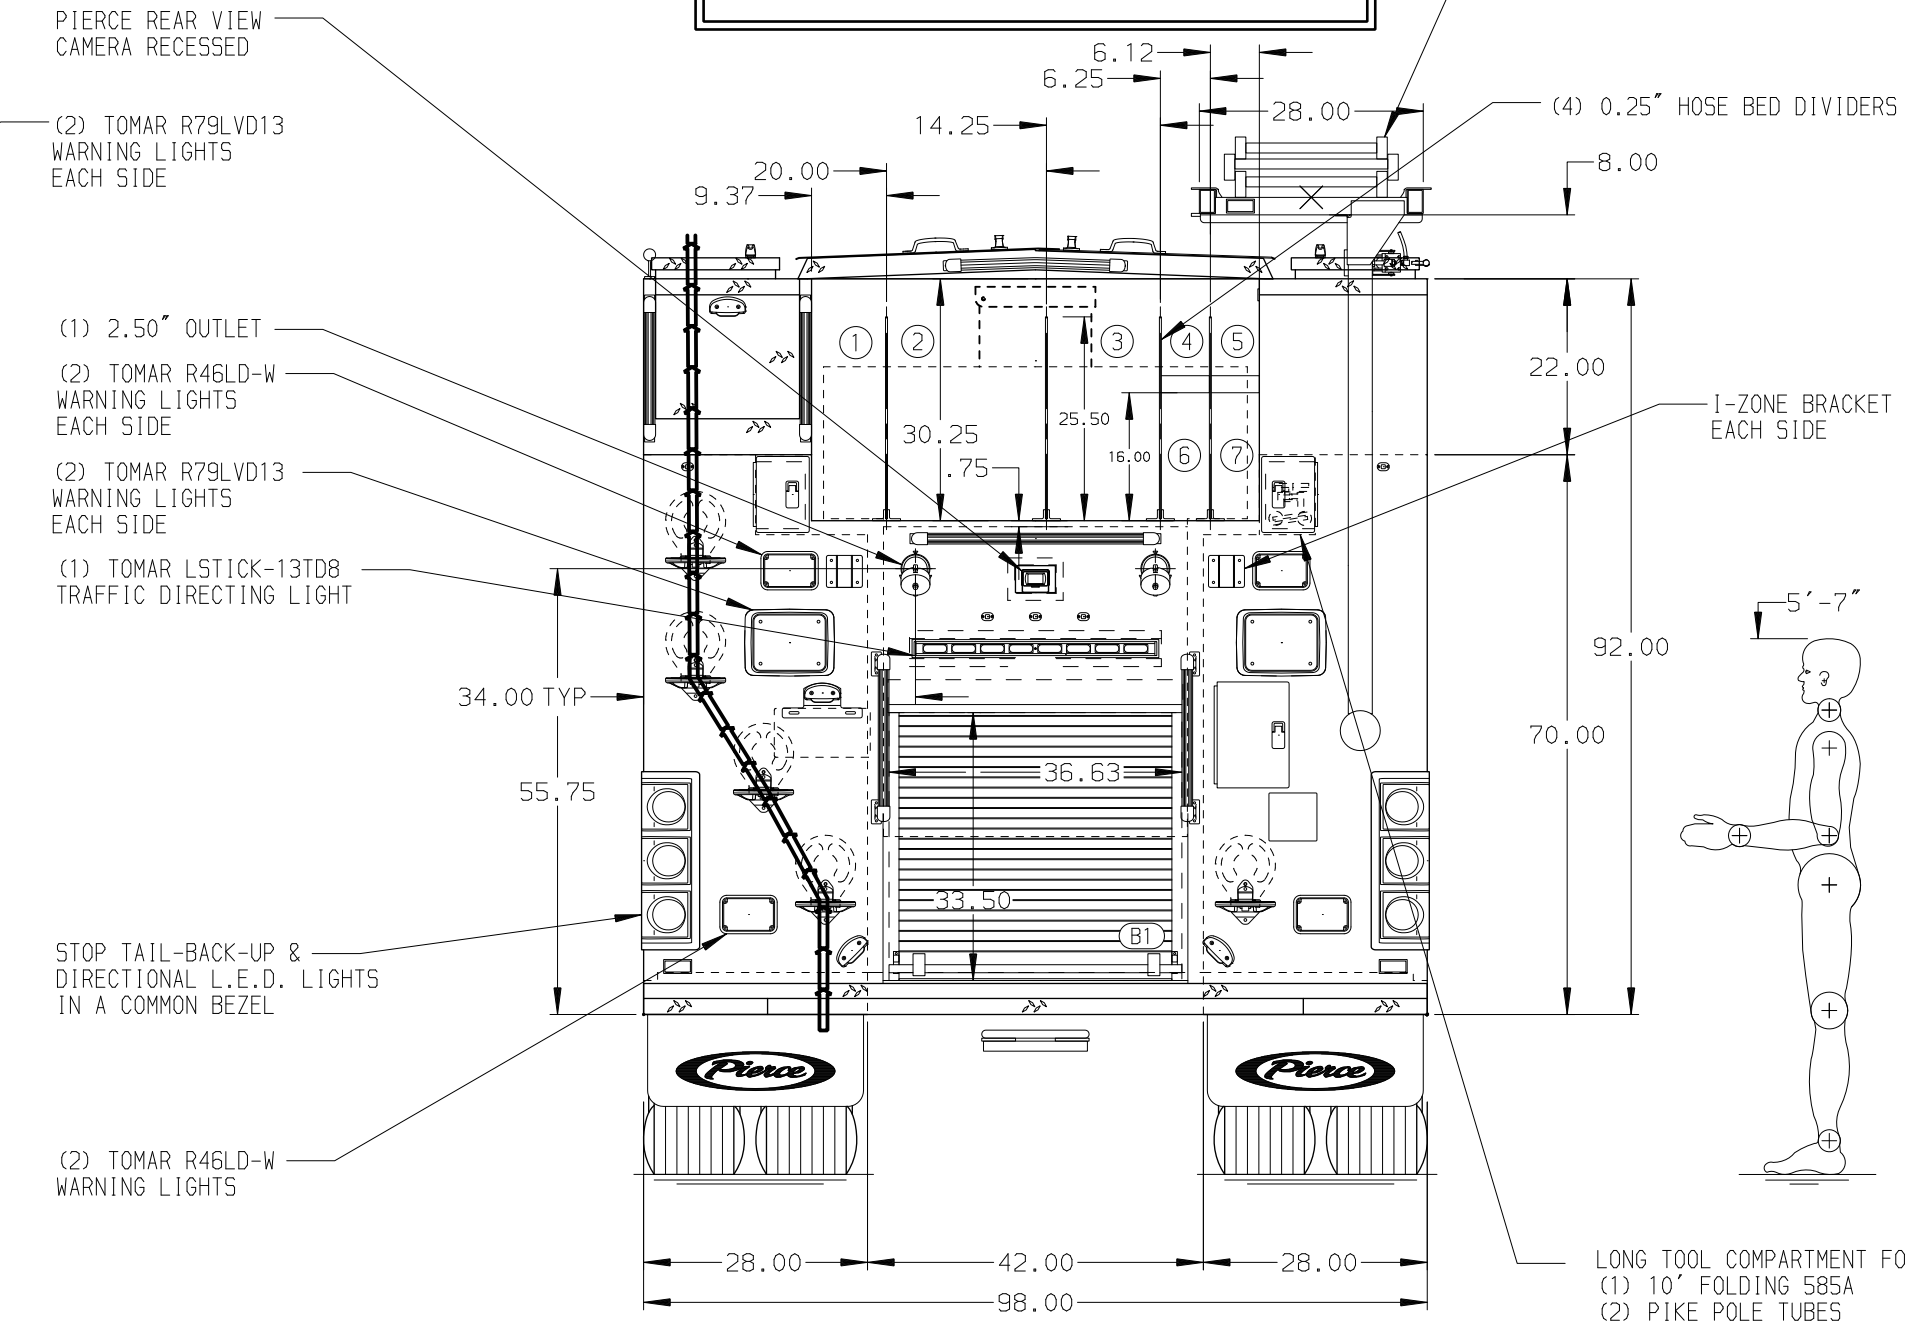 PIERCE REAR VIEW
CAMERA RECESSED
(2) TOMAR R79LVD13
WARNING LIGHTS
EACH SIDE
(1) 2.50" OUTLET
(2) TOMAR R46LD-W
WARNING LIGHTS
EACH SIDE
(2) TOMAR R79LVD13
WARNING LIGHTS
EACH SIDE
(1) TOMAR LSTICK-13TD8
TRAFFIC DIRECTING LIGHT
STOP TAIL-BACK-UP &
DIRECTIONAL L.E.D. LIGHTS
IN A COMMON BEZEL
(2) TOMAR R46LD-W
WARNING LIGHTS
6.12
6.25
28.00
14.25
20.00
9.37
8.00
(4) 0.25" HOSE BED DIVIDERS
1
2
3
4
5
6
7
30.25
25.50
16.00
.75
22.00
I-ZONE BRACKET
EACH SIDE
5'-7"
92.00
70.00
34.00 TYP
55.75
36.63
33.50
B1
Pierce
Pierce
28.00
42.00
28.00
98.00
LONG TOOL COMPARTMENT FO
(1) 10' FOLDING 585A
(2) PIKE POLE TUBES